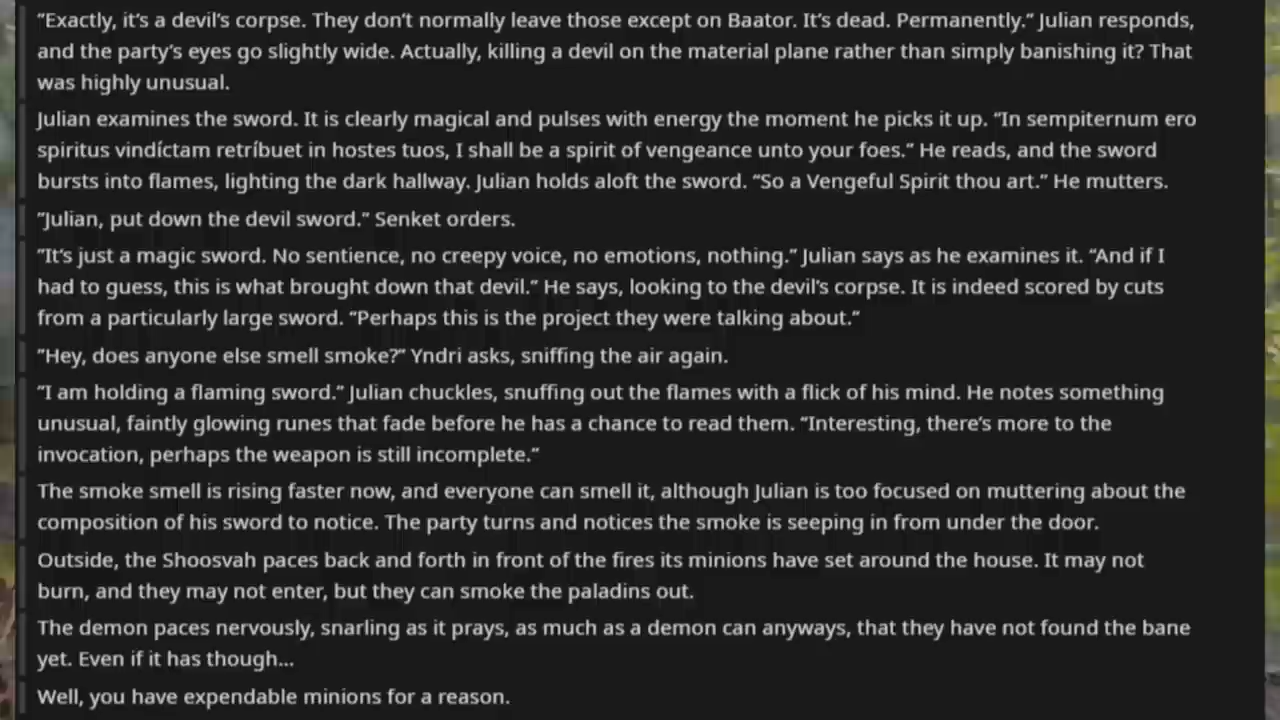 “Exactly, it’s a devil’s corpse. They don’t normally leave those except on Baator. It’s dead. Permanently.” Julian responds,
and the party’s eyes go slightly wide. Actually, killing a devil on the material plane rather than simply banishing it? That
was highly unusual.
Julian examines the sword. It is clearly magical and pulses with energy the moment he picks it up. “In sempiternum ero
spiritus vindíctam retríbuet in hostes tuos, I shall be a spirit of vengeance unto your foes.” He reads, and the sword
bursts into flames, lighting the dark hallway. Julian holds aloft the sword. “So a Vengeful Spirit thou art.” He mutters.
“Julian, put down the devil sword.” Senket orders.
“It’s just a magic sword. No sentience, no creepy voice, no emotions, nothing.” Julian says as he examines it. “And if I
had to guess, this is what brought down that devil.” He says, looking to the devil’s corpse. It is indeed scored by cuts
from a particularly large sword. “Perhaps this is the project they were talking about.”
“Hey, does anyone else smell smoke?” Yndri asks, sniffing the air again.
“I am holding a flaming sword.” Julian chuckles, snuffing out the flames with a flick of his mind. He notes something
unusual, faintly glowing runes that fade before he has a chance to read them. “Interesting, there’s more to the
invocation, perhaps the weapon is still incomplete.”
The smoke smell is rising faster now, and everyone can smell it, although Julian is too focused on muttering about the
composition of his sword to notice. The party turns and notices the smoke is seeping in from under the door.
Outside, the Shoosvah paces back and forth in front of the fires its minions have set around the house. It may not
burn, and they may not enter, but they can smoke the paladins out.
The demon paces nervously, snarling as it prays, as much as a demon can anyways, that they have not found the bane
yet. Even if it has though...
Well, you have expendable minions for a reason.